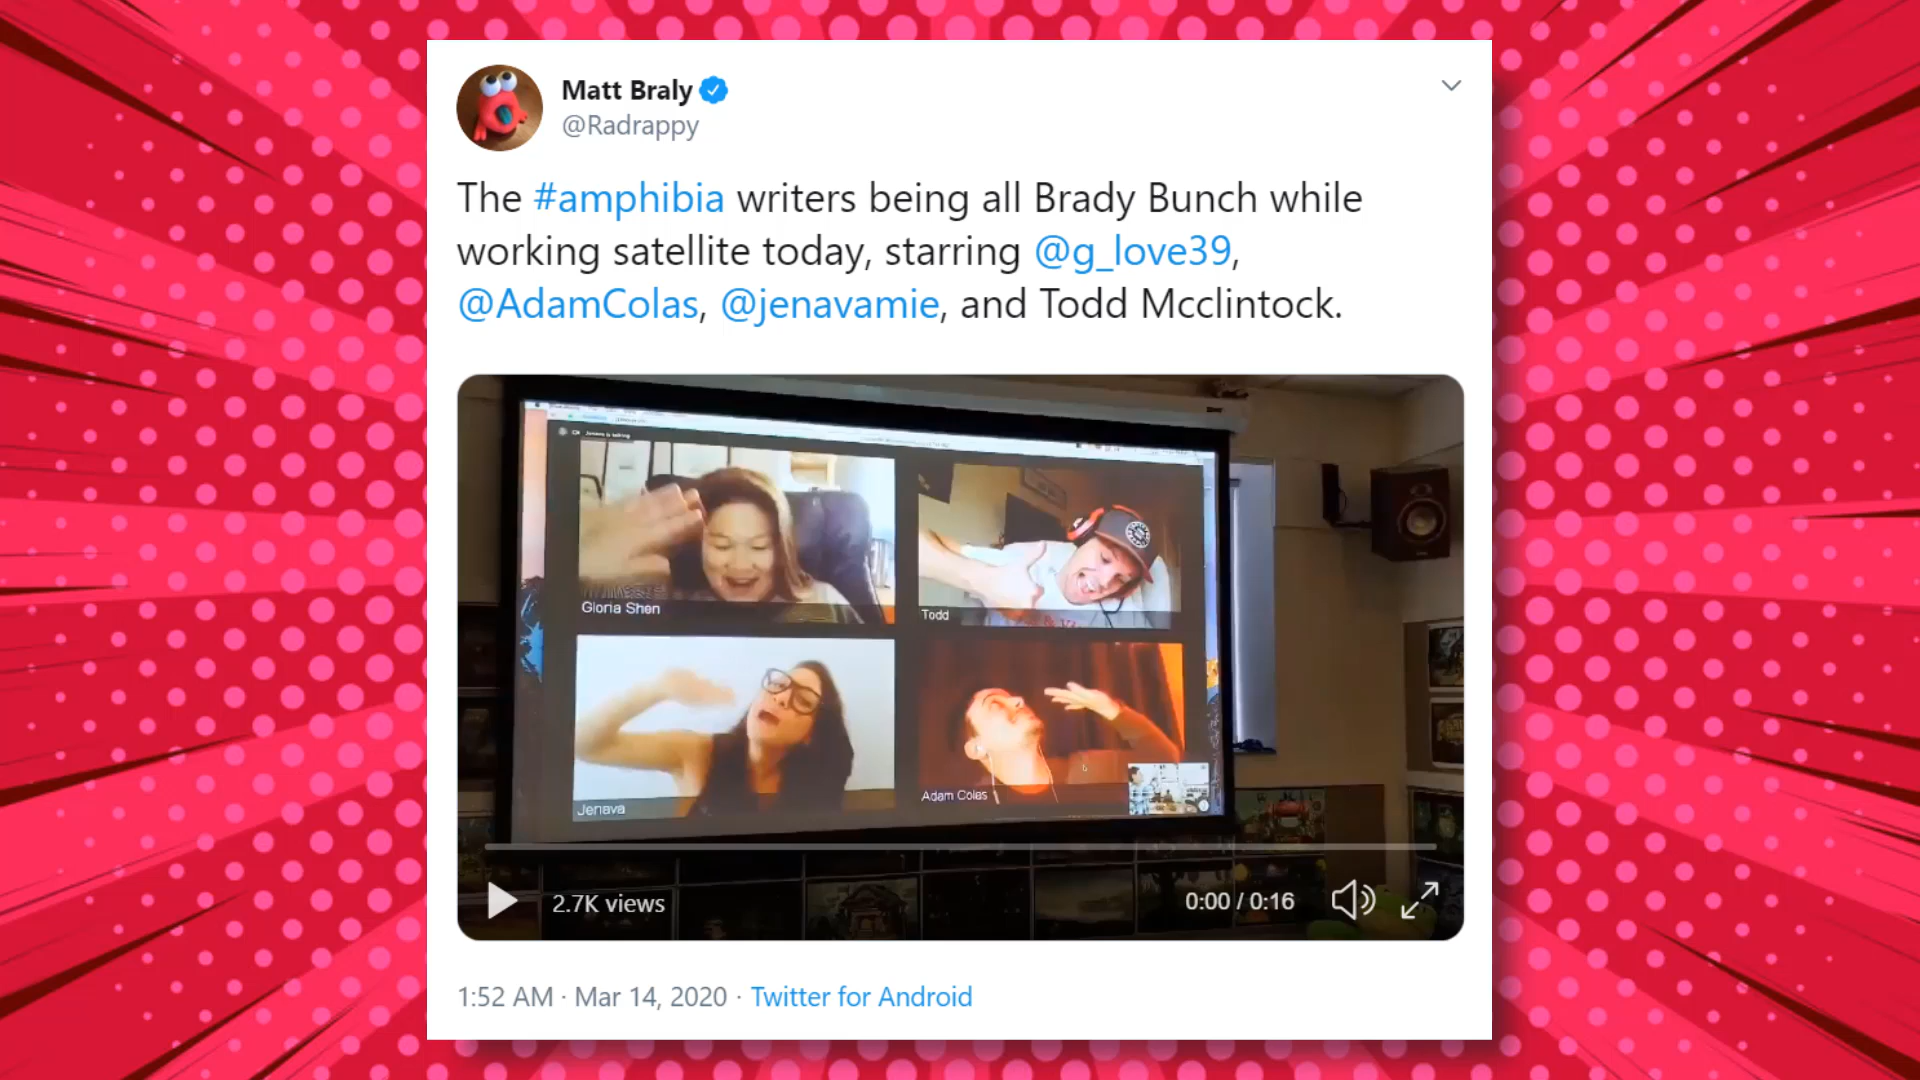 Matt Braly
@Radrappy
The #amphibia writers being all Brady Bunch while
working satellite today, starring @g_love39,
@AdamColas, @jenavamie, and Todd Mcclintock.
Gloria Shen
Todd
Jenava
Adam Colas
2.7K views
0:00 / 0:16
1:52 AM · Mar 14, 2020 · Twitter for Android